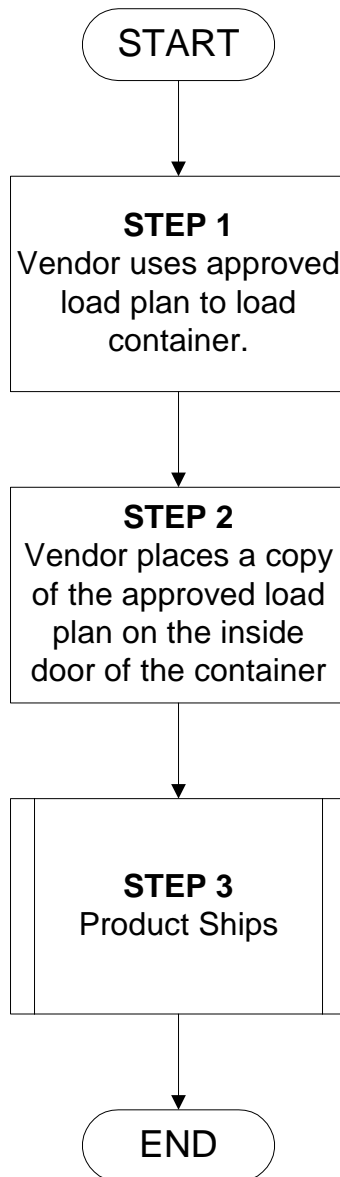 START
STEP 1
Vendor uses approved
load plan to load
container.
STEP 2
Vendor places a copy
of the approved load
plan on the inside
door of the container
STEP 3
Product Ships
END